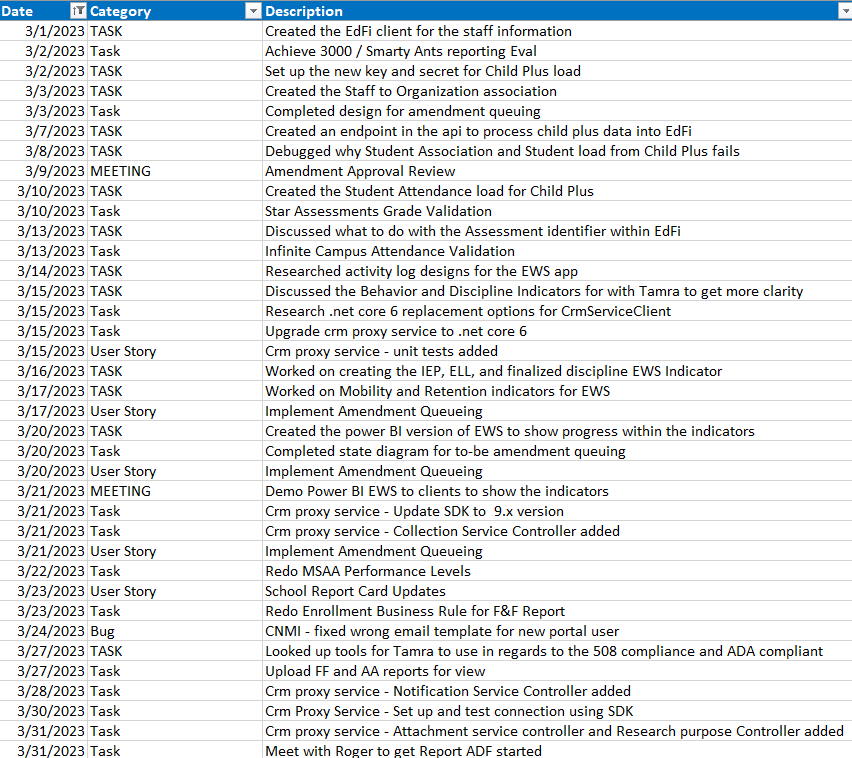 Date Category Description
3/1/2023 TASK Created the EdFi client for the staff information
3/2/2023 Task Achieve 3000 / Smarty Ants reporting Eval
3/2/2023 TASK Set up the new key and secret for Child Plus load
3/3/2023 TASK Created the Staff to Organization association
3/3/2023 Task Completed design for amendment queuing
3/7/2023 TASK Created an endpoint in the api to process child plus data into EdFi
3/8/2023 TASK Debugged why Student Association and Student load from Child Plus fails
3/9/2023 MEETING Amendment Approval Review
3/10/2023 TASK Created the Student Attendance load for Child Plus
3/10/2023 Task Star Assessments Grade Validation
3/13/2023 TASK Discussed what to do with the Assessment identifier within EdFi
3/13/2023 Task Infinite Campus Attendance Validation
3/14/2023 TASK Researched activity log designs for the EWS app
3/15/2023 TASK Discussed the Behavior and Discipline Indicators for with Tamra to get more clarity
3/15/2023 Task Research .net core 6 replacement options for CrmServiceClient
3/15/2023 Task Upgrade crm proxy service to .net core 6
3/15/2023 User Story Crm proxy service - unit tests added
3/16/2023 TASK Worked on creating the IEP, ELL, and finalized discipline EWS Indicator
3/17/2023 TASK Worked on Mobility and Retention indicators for EWS
3/17/2023 User Story Implement Amendment Queueing
3/20/2023 TASK Created the power BI version of EWS to show progress within the indicators
3/20/2023 Task Completed state diagram for to-be amendment queuing
3/20/2023 User Story Implement Amendment Queueing
3/21/2023 MEETING Demo Power BI EWS to clients to show the indicators
3/21/2023 Task Crm proxy service - Update SDK to  9.x version
3/21/2023 Task Crm proxy service - Collection Service Controller added
3/21/2023 User Story Implement Amendment Queueing
3/22/2023 Task Redo MSAA Performance Levels
3/23/2023 User Story School Report Card Updates
3/23/2023 Task Redo Enrollment Business Rule for F&F Report
3/24/2023 Bug CNMI - fixed wrong email template for new portal user
3/27/2023 TASK Looked up tools for Tamra to use in regards to the 508 compliance and ADA compliant
3/27/2023 Task Upload FF and AA reports for view
3/28/2023 Task Crm proxy service - Notification Service Controller added
3/30/2023 Task Crm Proxy Service - Set up and test connection using SDK
3/31/2023 Task Crm proxy service - Attachment service controller and Research purpose Controller added
3/31/2023 Task Meet with Roger to get Report ADF started